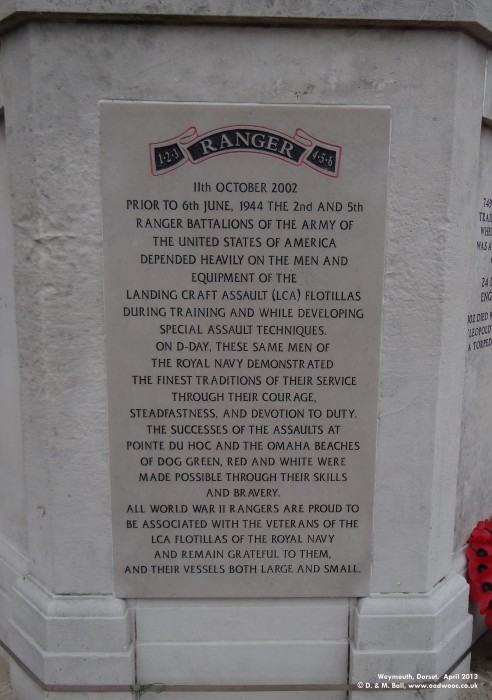 1·2·3 RANGER 4·5·6
11th OCTOBER 2002
PRIOR TO 6th JUNE, 1944 THE 2nd AND 5th
RANGER BATTALIONS OF THE ARMY OF
THE UNITED STATES OF AMERICA
DEPENDED HEAVILY ON THE MEN AND
EQUIPMENT OF THE
LANDING CRAFT ASSAULT (LCA) FLOTILLAS
DURING TRAINING AND WHILE DEVELOPING
SPECIAL ASSAULT TECHNIQUES.
ON D-DAY, THESE SAME MEN OF
THE ROYAL NAVY DEMONSTRATED
THE FINEST TRADITIONS OF THEIR SERVICE
THROUGH THEIR COURAGE,
STEADFASTNESS, AND DEVOTION TO DUTY.
THE SUCCESSES OF THE ASSAULTS AT
POINTE DU HOC AND THE OMAHA BEACHES
OF DOG GREEN, RED AND WHITE WERE
MADE POSSIBLE THROUGH THEIR SKILLS
AND BRAVERY.
ALL WORLD WAR II RANGERS ARE PROUD TO
BE ASSOCIATED WITH THE VETERANS OF THE
LCA FLOTILLAS OF THE ROYAL NAVY
AND REMAIN GRATEFUL TO THEM,
AND THEIR VESSELS BOTH LARGE AND SMALL.
Weymouth, Dorset. April 2013
© D. & M. Ball, www.oodwooc.co.uk